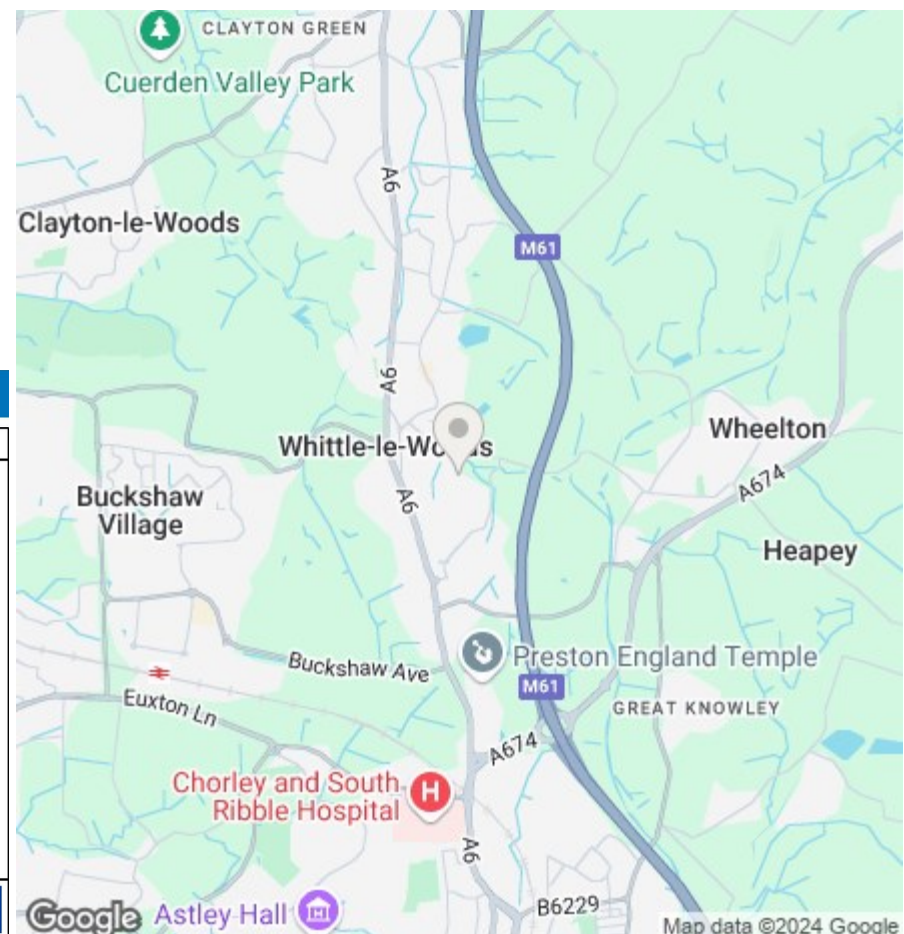 CLAYTON GREEN
Cuerden Valley Park
A6
Clayton-le-Woods
M61
A6
Whittle-le-Woods
Wheelton
A674
Buckshaw
Village
A6
Heapey
Buckshaw Ave
Preston England Temple
M61
Euxton Ln
GREAT KNOWLEY
A674
Chorley and South
Ribble Hospital
H
A6
B6229
Google
Astley Hall
Map data ©2024 Google